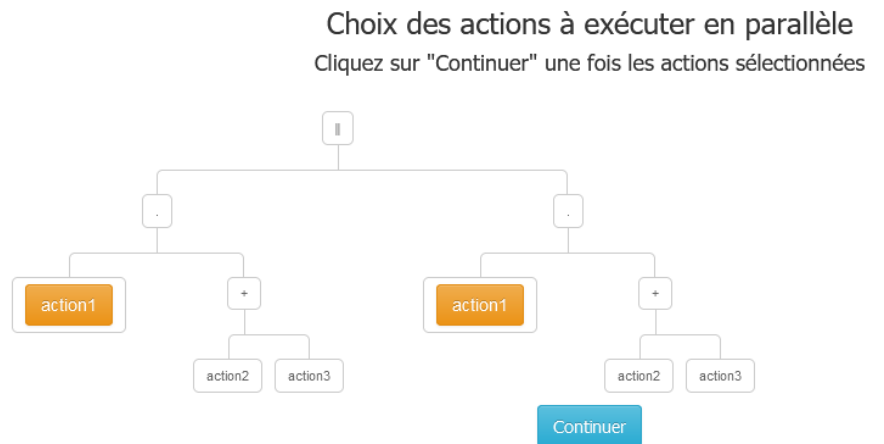 Choix des actions à exécuter en parallèle
Cliquez sur "Continuer" une fois les actions sélectionnées
||
. .
action1 + action1 +
action2 action3 action2 action3
Continuer